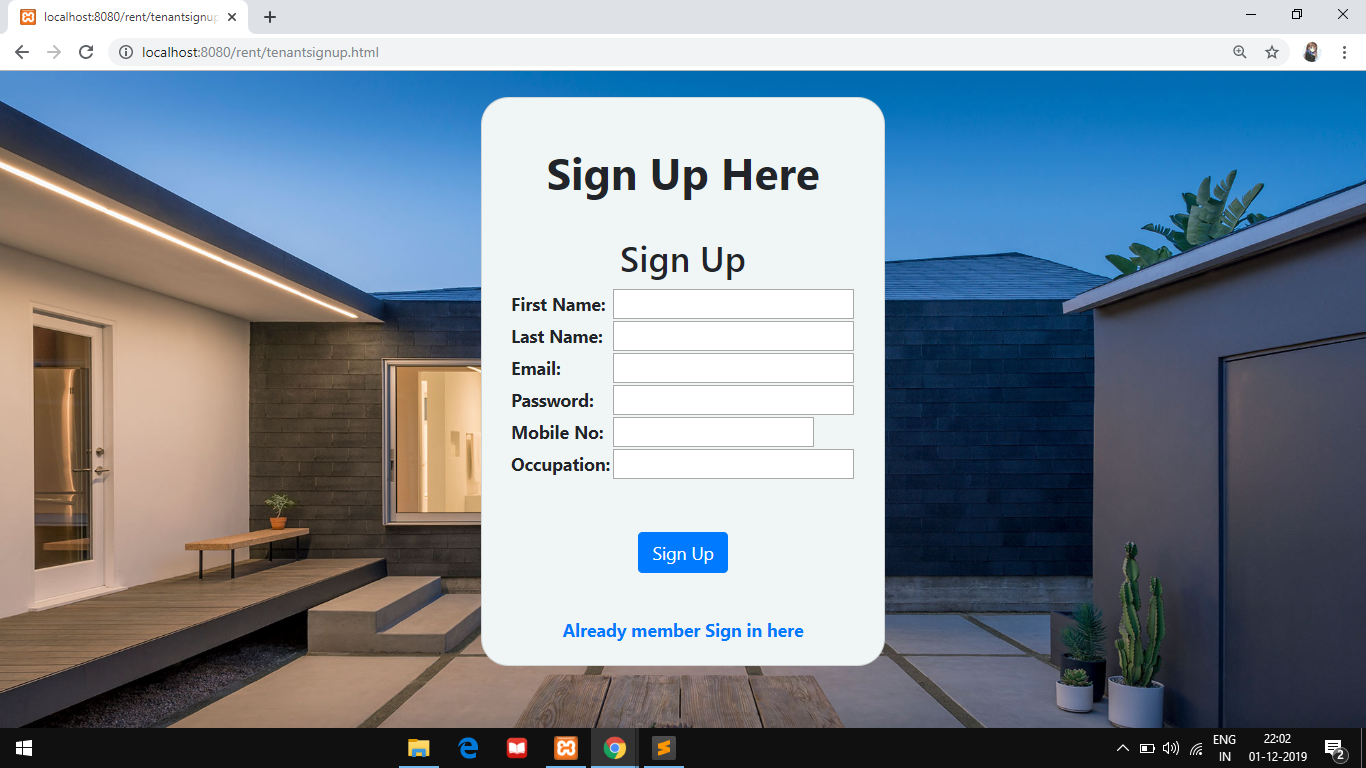 localhost:8080/rent/tenantsignup
localhost:8080/rent/tenantsignup.html
Sign Up Here
Sign Up
First Name:
Last Name:
Email:
Password:
Mobile No:
Occupation:
Sign Up
Already member Sign in here
ENG
IN
22:02
01-12-2019
2